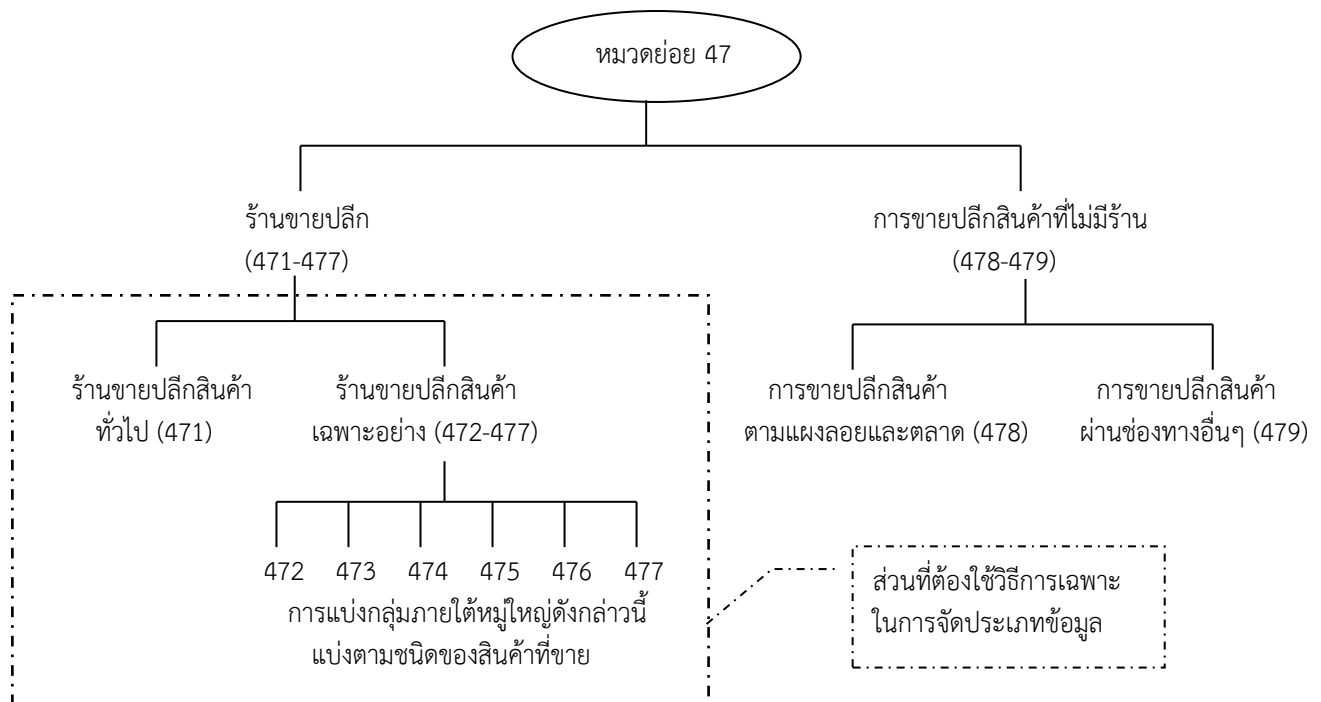 หมวดย่อย 47
ร้านขายปลีก
(471-477)
การขายปลีกสินค้าที่ไม่มีร้าน
(478-479)
ร้านขายปลีกสินค้า
ทั่วไป (471)
ร้านขายปลีกสินค้า
เฉพาะอย่าง (472-477)
การขายปลีกสินค้า
ตามแผงลอยและตลาด (478)
การขายปลีกสินค้า
ผ่านช่องทางอื่นๆ (479)
472 473 474 475 476 477
การแบ่งกลุ่มภายใต้หมู่ใหญ่ดังกล่าวนี้
แบ่งตามชนิดของสินค้าที่ขาย
ส่วนที่ต้องใช้วิธีการเฉพาะ
ในการจัดประเภทข้อมูล